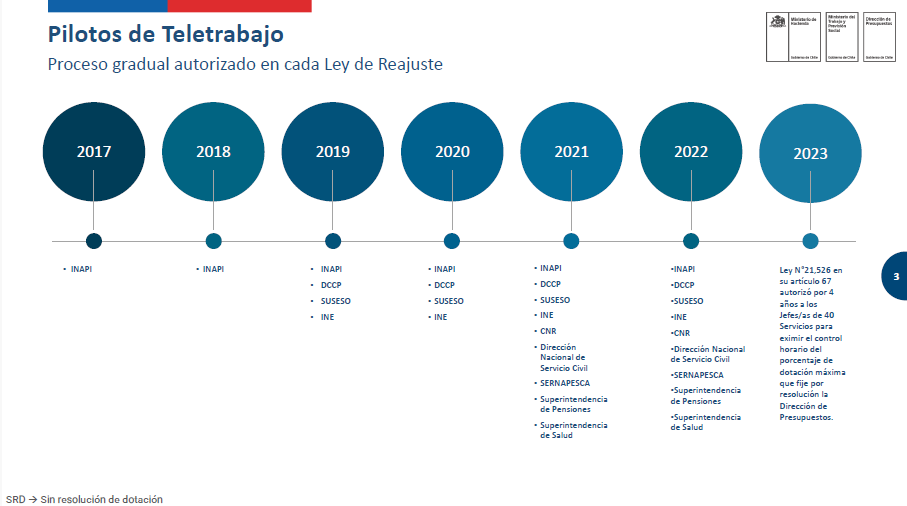 Pilotos de Teletrabajo
Proceso gradual autorizado en cada Ley de Reajuste
Ministerio de
Hacienda
Gobierno de Chile
Ministerio del
Trabajo y
Previsión
Social
Gobierno de Chile
Dirección de
Presupuestos
Gobierno de Chile
2017
2018
2019
2020
2021
2022
2023
• INAPI
• INAPI
• INAPI
• DCCP
• SUSESO
• INE
• INAPI
• DCCP
• SUSESO
• INE
• INAPI
• DCCP
• SUSESO
• INE
• CNR
• Dirección
Nacional de
Servicio Civil
• SERNAPESCA
• Superintendencia
de Pensiones
• Superintendencia
de Salud
•INAPI
•DCCP
•SUSESO
•INE
•CNR
•Dirección Nacional
de Servicio Civil
•SERNAPESCA
•Superintendencia
de Pensiones
•Superintendencia
de Salud
Ley N°21,526 en
su artículo 67
autorizó por 4
años a los
Jefes/as de 40
Servicios para
eximir el control
horario del
porcentaje de
dotación máxima
que fije por
resolución la
Dirección de
Presupuestos.
3
SRD → Sin resolución de dotación